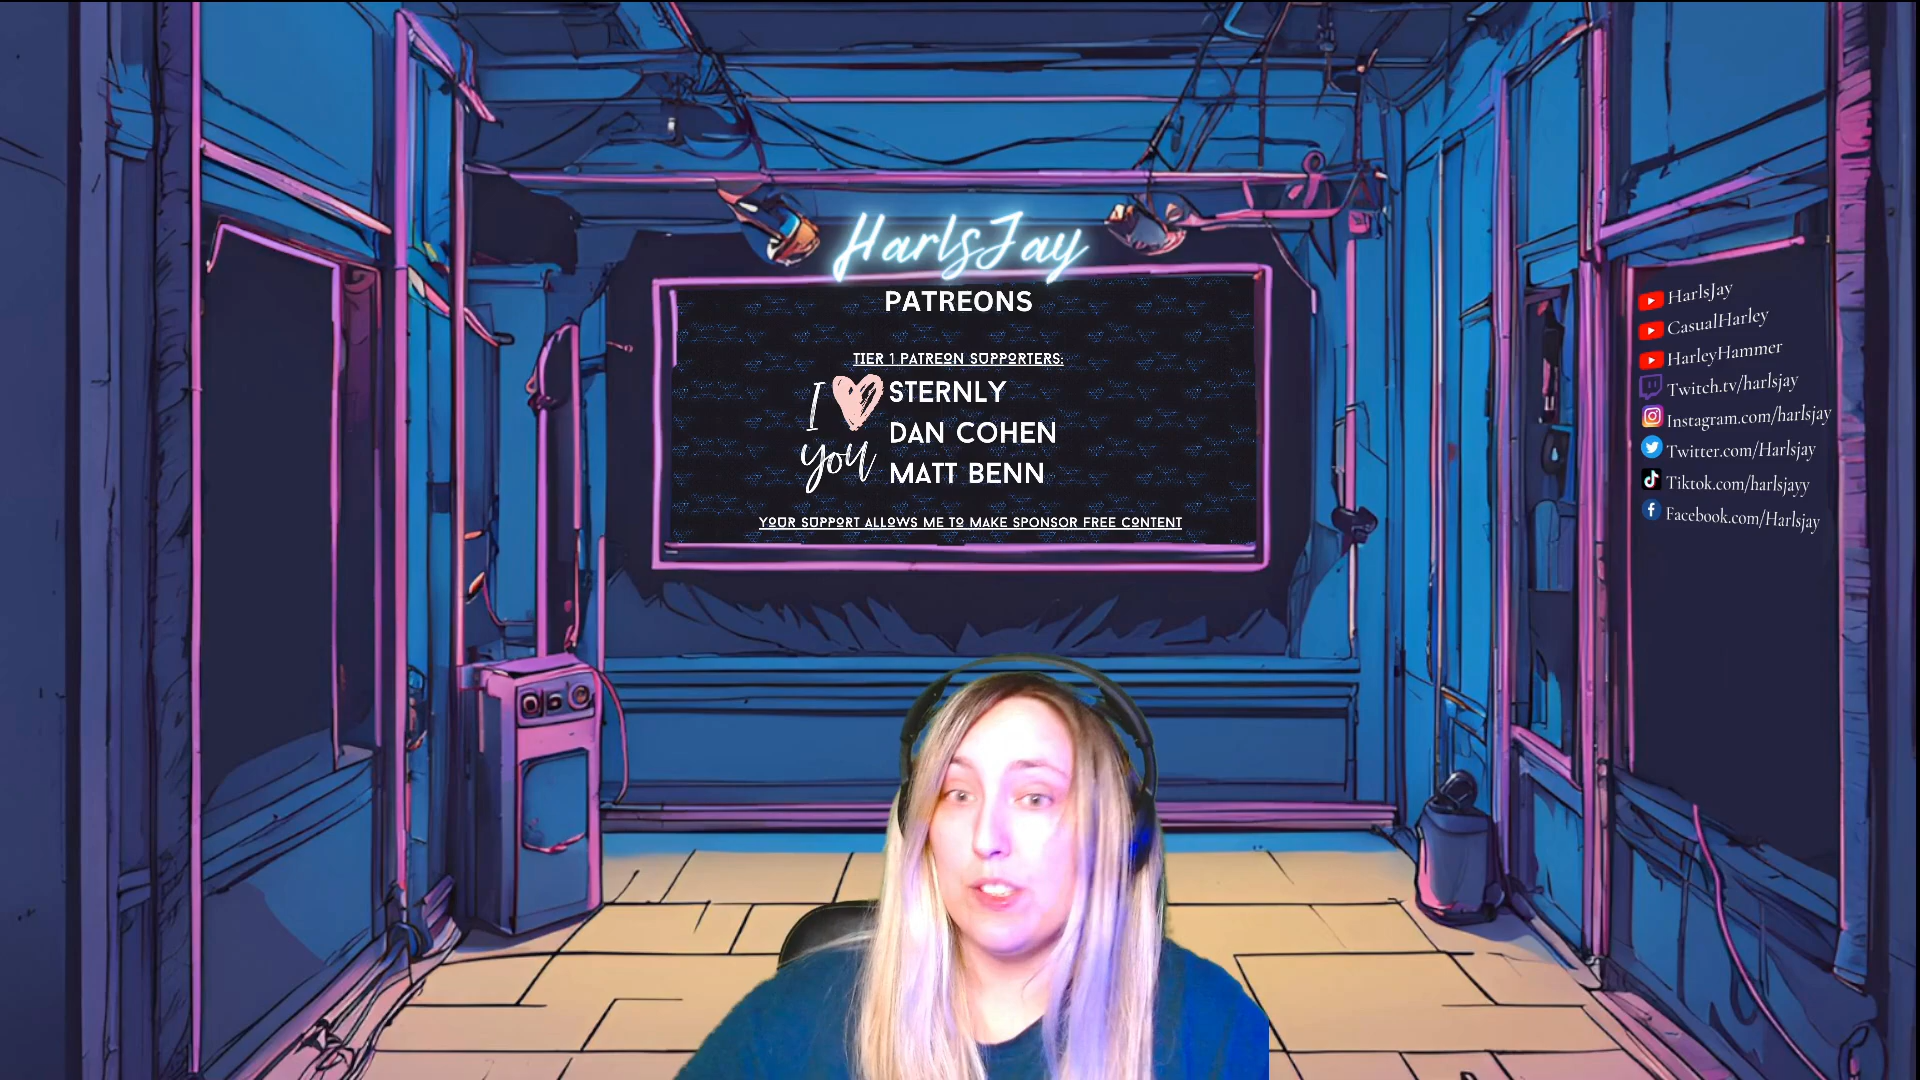 HarlsJay
PATREONS
TIER 1 PATREON SUPPORTERS:
I
you
STERNLY
DAN COHEN
MATT BENN
YOUR SUPPORT ALLOWS ME TO MAKE SPONSOR FREE CONTENT
HarlsJay
CasualHarley
HarleyHammer
Twitch.tv/harlsjay
Instagram.com/harlsjay
Twitter.com/Harlsjay
Tiktok.com/harlsjayy
Facebook.com/Harlsjay